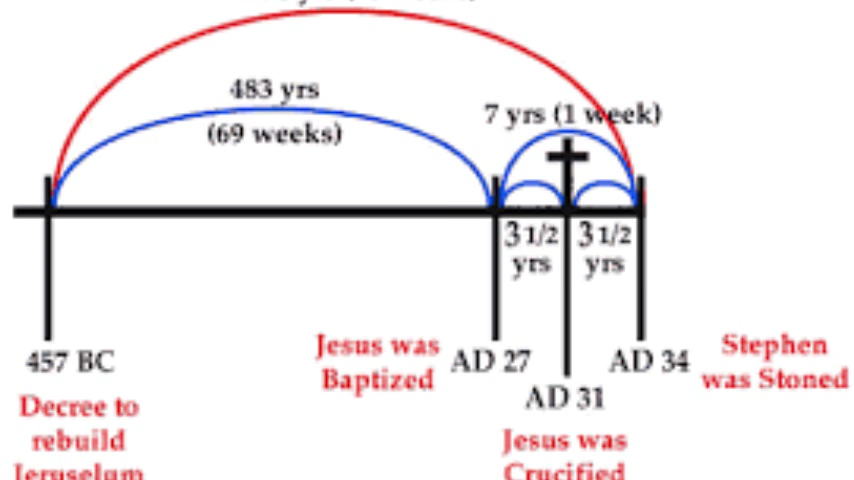 483 yrs
(69 weeks)
7 yrs (1 week)
3 1/2
yrs
3 1/2
yrs
457 BC
Decree to
rebuild
Jeruselum
Jesus was
Baptized
AD 27
AD 31
Jesus was
Crucified
AD 34
Stephen
was Stoned